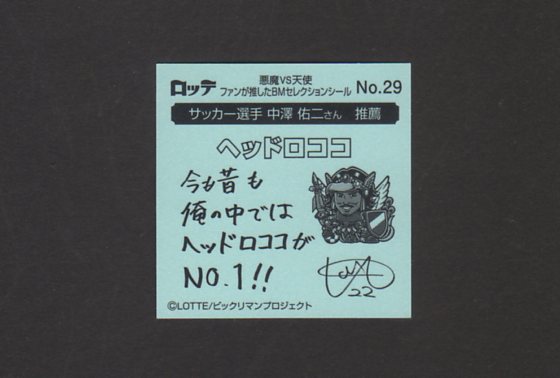 ロッテ
悪魔VS天使
ファンが推したBMセレクションシール
No.29
サッカー選手 中澤 佑二さん 推薦
ヘッドロココ
今も昔も
俺の中では
ヘッドロココが
NO.1!!
22
©LOTTE/ビックリマンプロジェクト